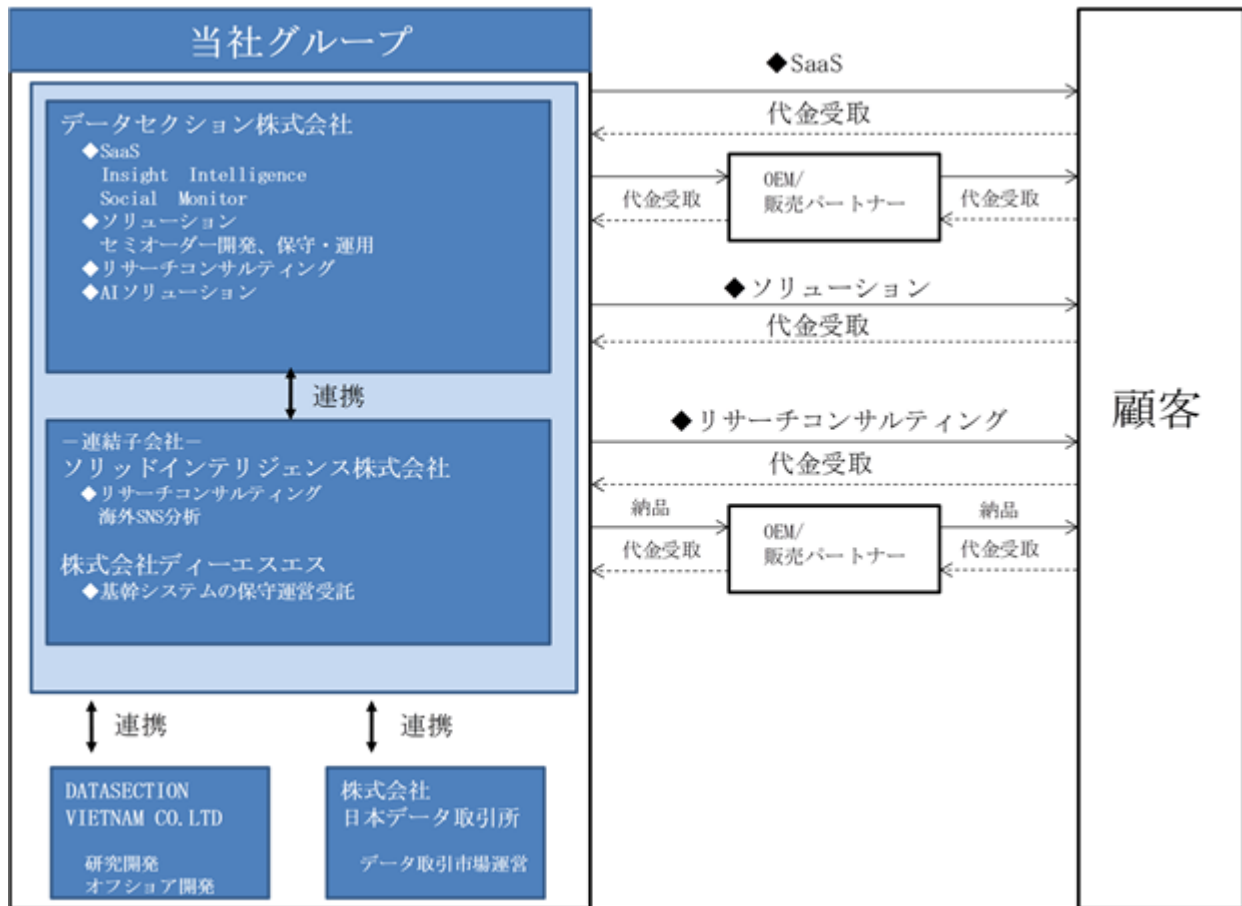 当社グループ
データセクション株式会社
◆SaaS
Insight Intelligence
Social Monitor
◆ソリューション
セミオーダー開発、保守・運用
◆リサーチコンサルティング
◆AIソリューション
連携
－連結子会社－
ソリッドインテリジェンス株式会社
◆リサーチコンサルティング
海外SNS分析
株式会社ディーエスエス
◆基幹システムの保守運営受託
連携
連携
DATASECTION
VIETNAM CO.LTD
研究開発
オフショア開発
株式会社
日本データ取引所
データ取引市場運営
◆SaaS
代金受取
代金受取
OEM/
販売パートナー
代金受取
◆ソリューション
代金受取
◆リサーチコンサルティング
代金受取
納品
代金受取
OEM/
販売パートナー
納品
代金受取
顧客